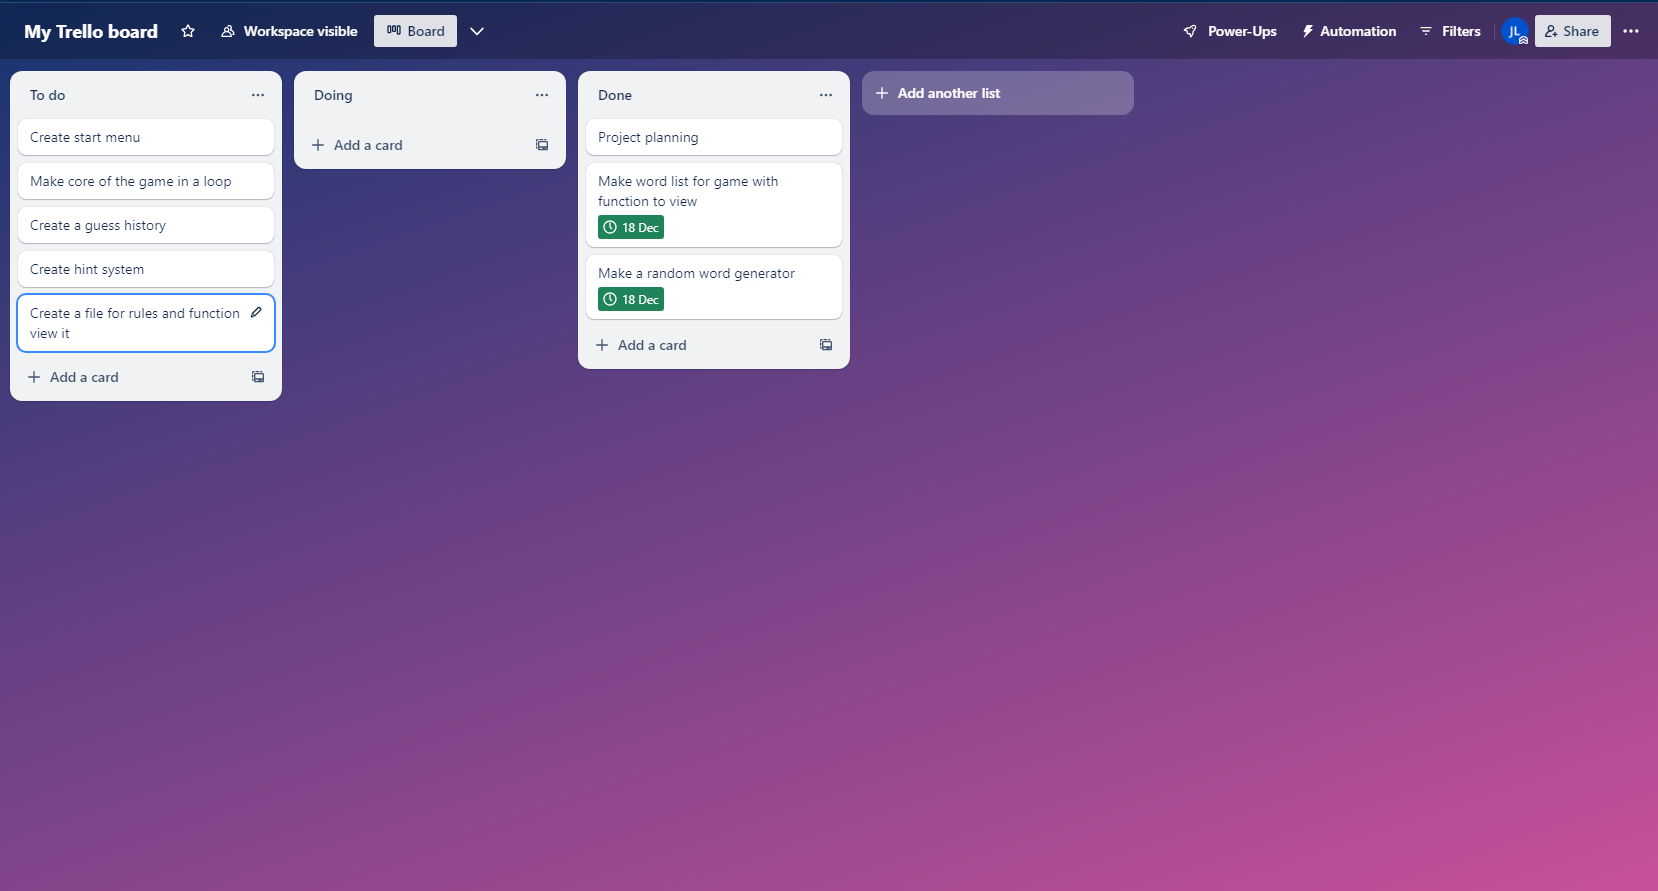 My Trello board
Workspace visible
Board
Power-Ups
Automation
Filters
JL
Share
To do
Create start menu
Make core of the game in a loop
Create a guess history
Create hint system
Create a file for rules and function
view it
Add a card
Doing
Add a card
Done
Project planning
Make word list for game with
function to view
18 Dec
Make a random word generator
18 Dec
Add a card
Add another list